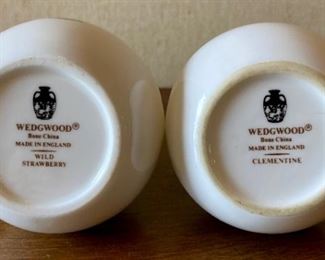 WEDGWOOD®
Bone China
MADE IN ENGLAND
WILD
STRAWBERRY
WEDGWOOD®
Bone China
MADE IN ENGLAND
CLEMENTINE